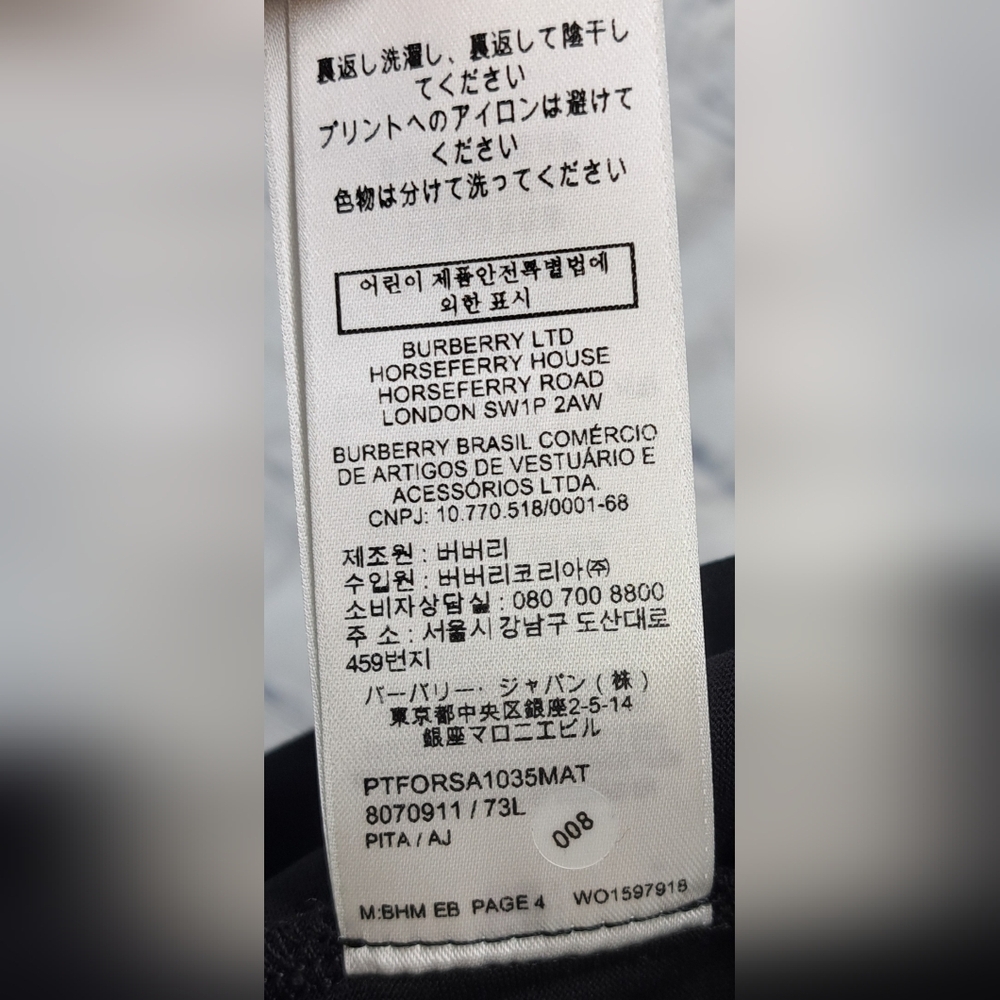 裏返し洗濯し、裏返して陰干し
てください
プリントへのアイロンは避けて
ください
色物は分けて洗ってください
어린이 제품안전특별법에
의한 표시
BURBERRY LTD
HORSEFERRY HOUSE
HORSEFERRY ROAD
LONDON SW1P 2AW
BURBERRY BRASIL COMÉRCIO
DE ARTIGOS DE VESTUÁRIO E
ACESSÓRIOS LTDA.
CNPJ: 10.770.518/0001-68
제조원 : 버버리
수입원 : 버버리코리아㈜
소비자상담실 : 080 700 8800
주 소 : 서울시 강남구 도산대로
459번지
バーバリー・ジャパン(株)
東京都中央区銀座2-5-14
銀座マロニエビル
PTFORSA1035MAT
8070911 / 73L
PITA / AJ
008
M:BHM EB PAGE 4 WO1597918